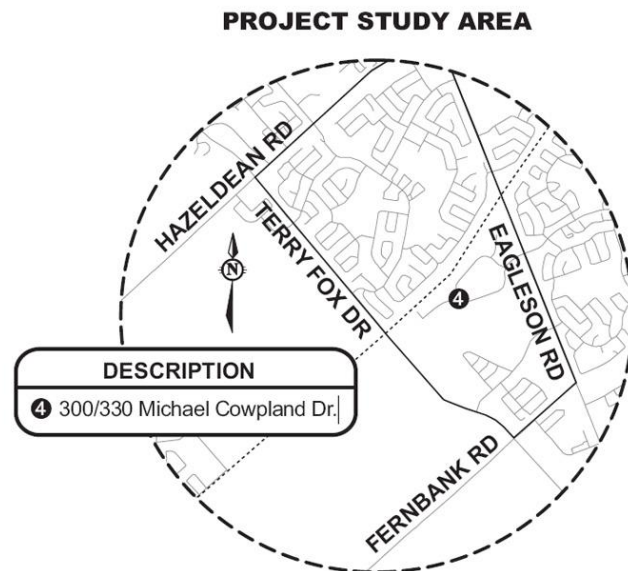 PROJECT STUDY AREA
HAZELDEAN RD
TERRY FOX DR
EAGLESON RD
N
4
DESCRIPTION
4 300/330 Michael Cowpland Dr.
FERNBANK RD